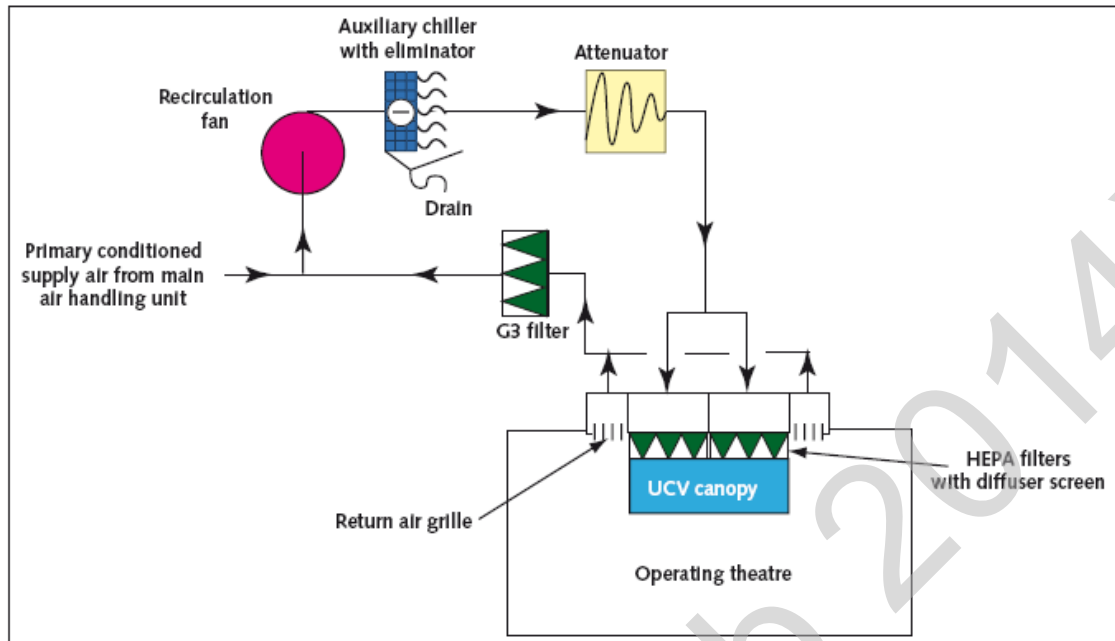 Auxiliary chiller
with eliminator
Attenuator
Recirculation
fan
Drain
Primary conditioned
supply air from main
air handling unit
G3 filter
HEPA filters
with diffuser screen
UCV canopy
Return air grille
Operating theatre
2014